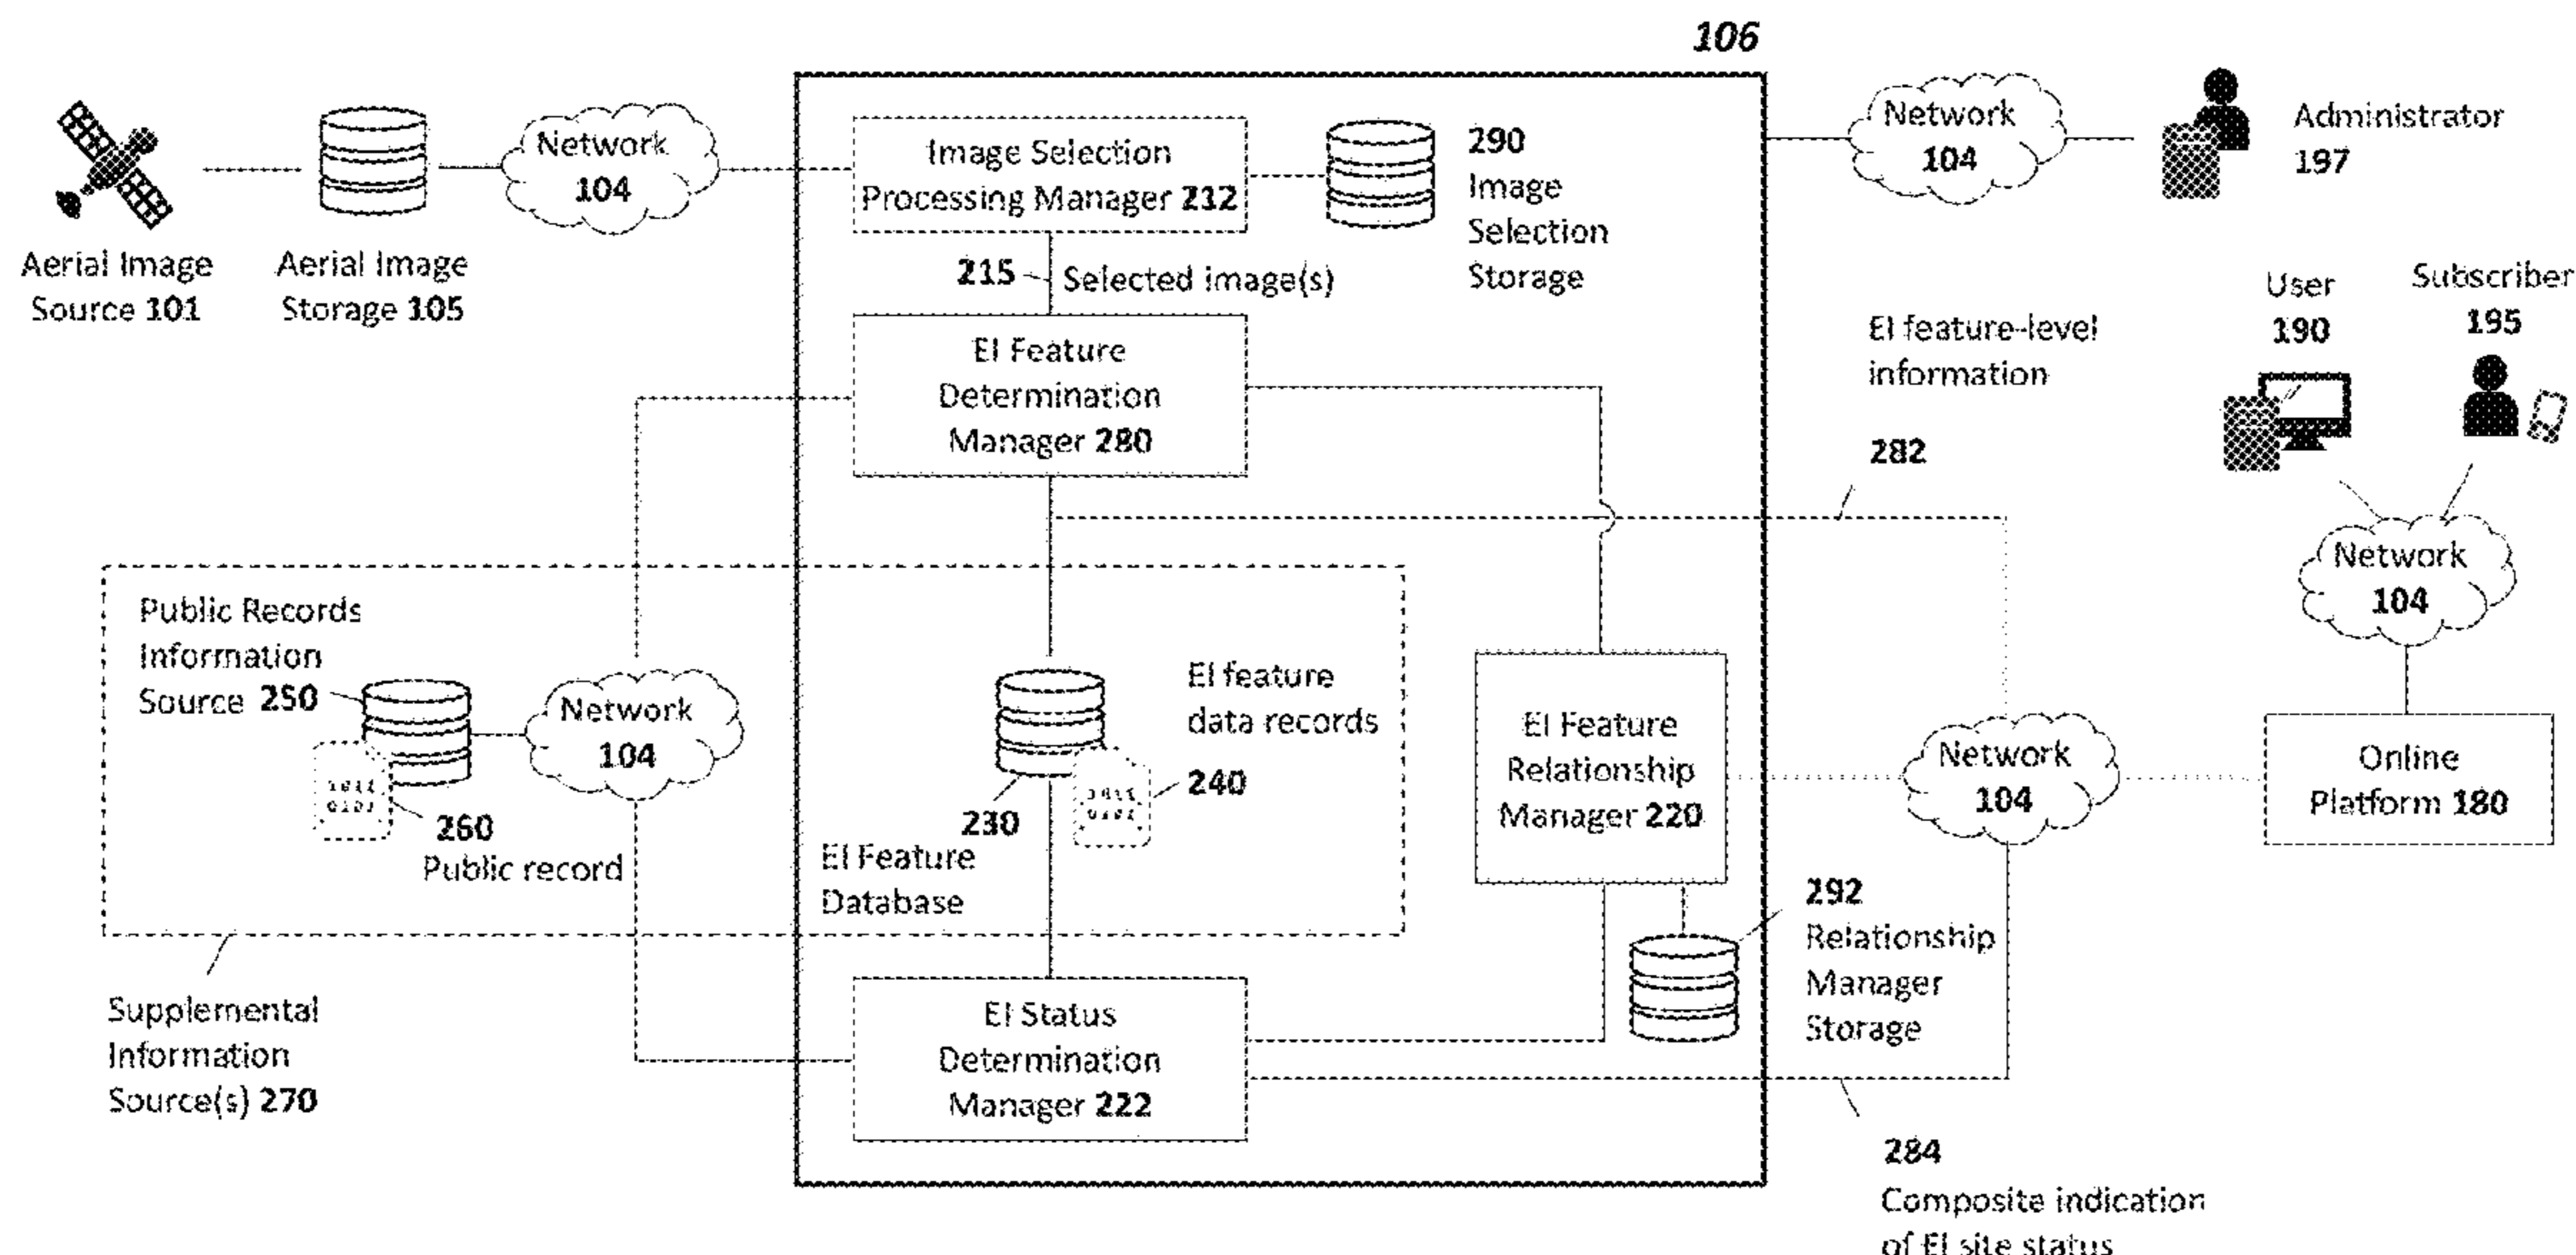 106
Network
104
Administrator
197
Aerial Image
Source 101
Aerial Image
Storage 105
Network
104
Image Selection
Processing Manager 212
290
Image
Selection
Storage
215
Selected image(s)
EI Feature
Determination
Manager 280
EI feature-level
information
282
User
190
Subscriber
195
Network
104
Public Records
Information
Source 250
1011
0101
260
Public record
Network
104
EI feature
data records
240
1011
0101
230
EI Feature
Database
EI Feature
Relationship
Manager 220
Network
104
Online
Platform 180
292
Relationship
Manager
Storage
Supplemental
Information
Source(s) 270
EI Status
Determination
Manager 222
284
Composite indication
of EI site status